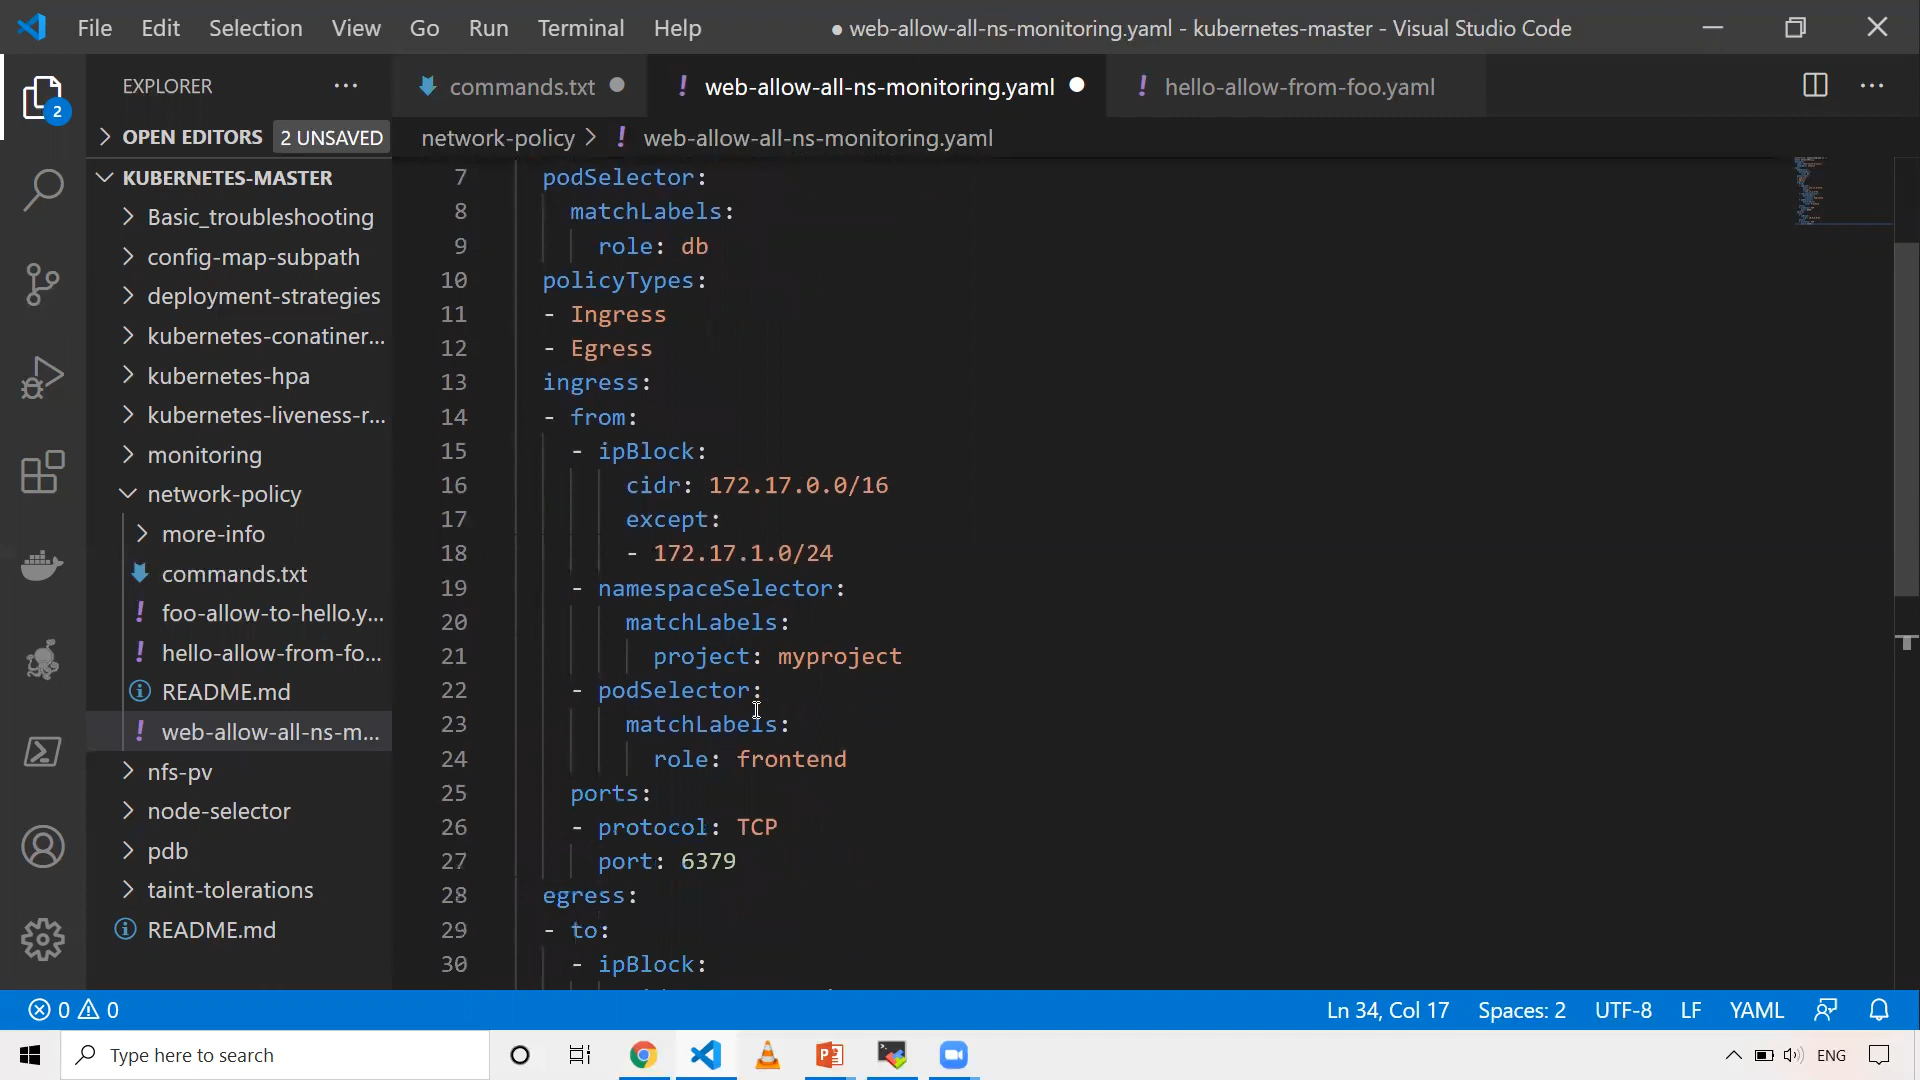 File Edit Selection View Go Run Terminal Help
● web-allow-all-ns-monitoring.yaml - kubernetes-master - Visual Studio Code
EXPLORER
commands.txt
! web-allow-all-ns-monitoring.yaml
! hello-allow-from-foo.yaml
2
OPEN EDITORS 2 UNSAVED
network-policy > ! web-allow-all-ns-monitoring.yaml
KUBERNETES-MASTER
Basic_troubleshooting
config-map-subpath
deployment-strategies
kubernetes-conatiner...
kubernetes-hpa
kubernetes-liveness-r...
monitoring
network-policy
more-info
commands.txt
! foo-allow-to-hello.y...
! hello-allow-from-fo...
README.md
! web-allow-all-ns-m...
nfs-pv
node-selector
pdb
taint-tolerations
README.md
7 podSelector:
8 matchLabels:
9 role: db
10 policyTypes:
11 - Ingress
12 - Egress
13 ingress:
14 - from:
15 - ipBlock:
16 cidr: 172.17.0.0/16
17 except:
18 - 172.17.1.0/24
19 - namespaceSelector:
20 matchLabels:
21 project: myproject
22 - podSelector:
23 matchLabels:
24 role: frontend
25 ports:
26 - protocol: TCP
27 port: 6379
28 egress:
29 - to:
30 - ipBlock:
0 0
Ln 34, Col 17 Spaces: 2 UTF-8 LF YAML
Type here to search
ENG